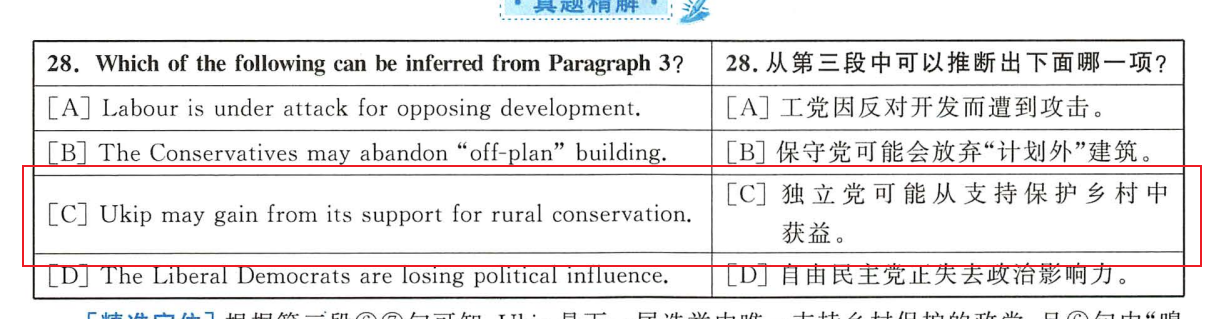 ·真题精解·
28. Which of the following can be inferred from Paragraph 3?
28. 从第三段中可以推断出下面哪一项?
[A] Labour is under attack for opposing development.
[A] 工党因反对开发而遭到攻击。
[B] The Conservatives may abandon “off-plan” building.
[B] 保守党可能会放弃“计划外”建筑。
[C] Ukip may gain from its support for rural conservation.
[C] 独立党可能从支持保护乡村中
获益。
[D] The Liberal Democrats are losing political influence.
[D] 自由民主党正失去政治影响力。